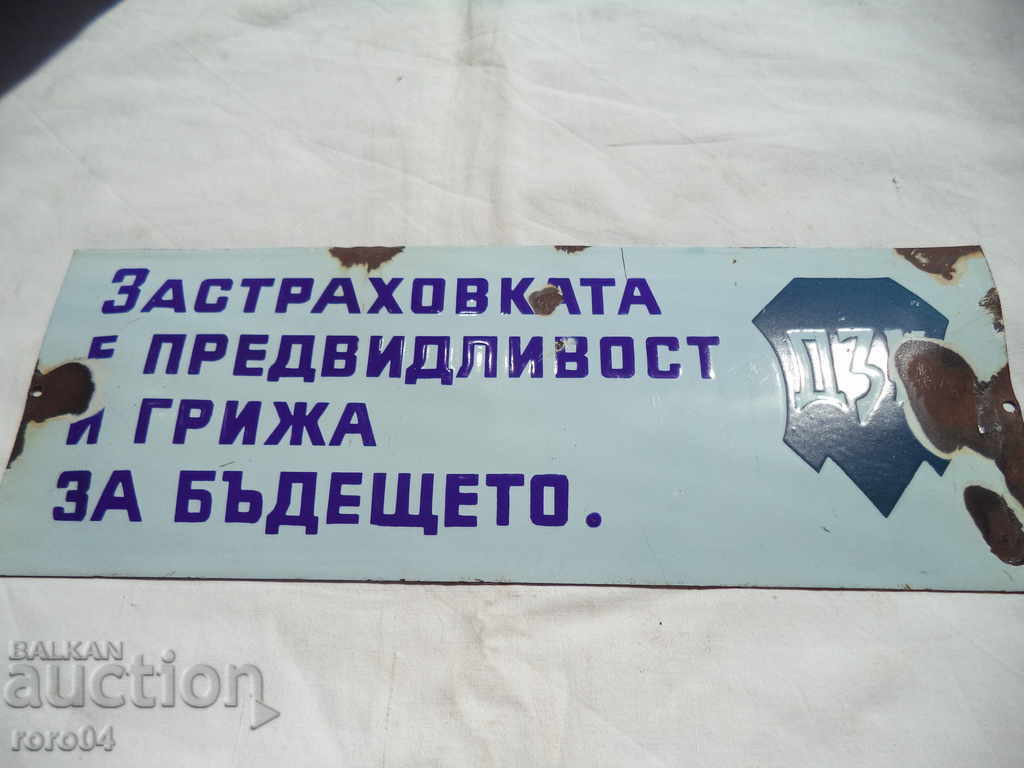 ЗАСТРАХОВКАТА
Е ПРЕДВИДЛИВОСТ
И ГРИЖА
ЗА БЪДЕЩЕТО.
BALKAN
auction
roro04